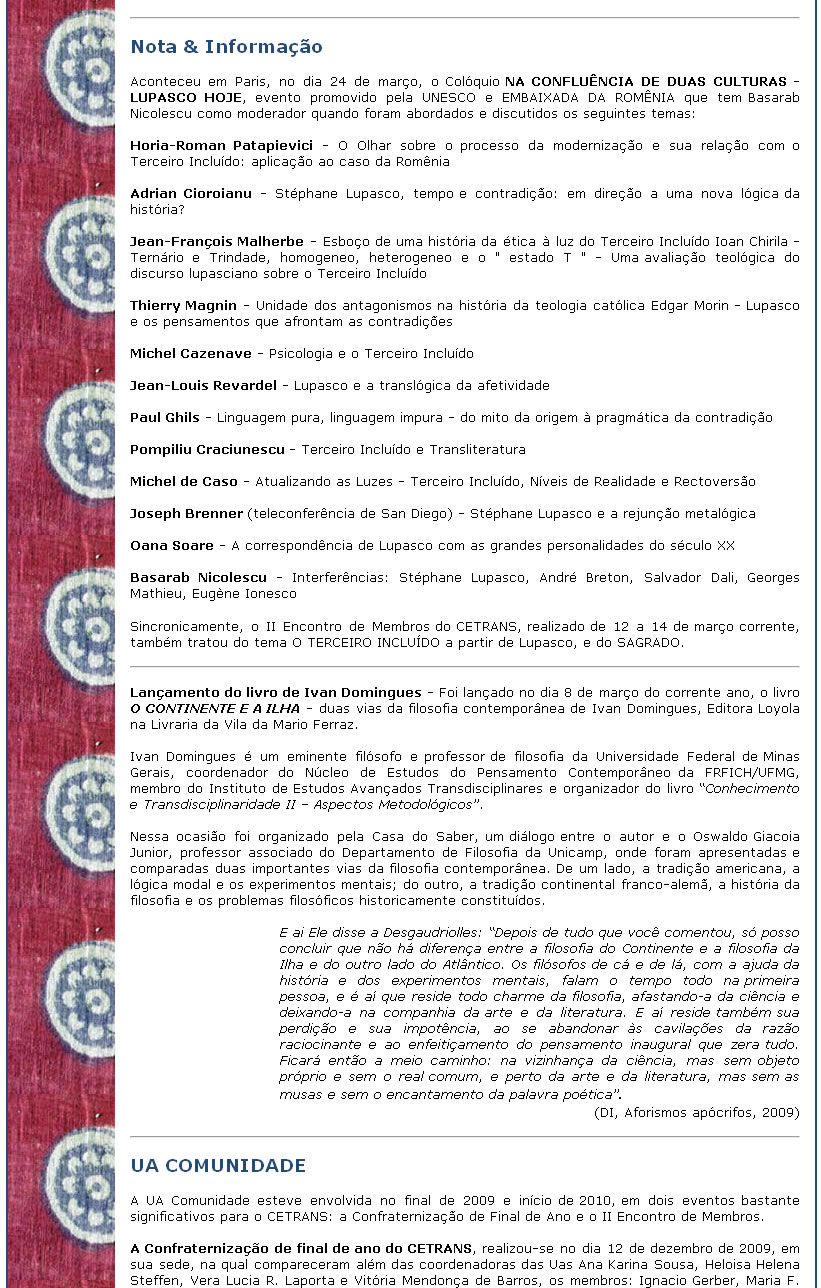 Nota & Informação
Aconteceu em Paris, no dia 24 de março, o Colóquio NA CONFLUÊNCIA DE DUAS CULTURAS -
LUPASCO HOJE, evento promovido pela UNESCO e EMBAIXADA DA ROMÊNIA que tem Basarab
Nicolescu como moderador quando foram abordados e discutidos os seguintes temas:
Horia-Roman Patapievici - O Olhar sobre o processo da modernização e sua relação com o
Terceiro Incluído: aplicação ao caso da Romênia
Adrian Cioroianu - Stéphane Lupasco, tempo e contradição: em direção a uma nova lógica da
história?
Jean-François Malherbe - Esboço de uma história da ética à luz do Terceiro Incluído Ioan Chirila -
Ternário e Trindade, homogeneo, heterogeneo e o " estado T " - Uma avaliação teológica do
discurso lupasciano sobre o Terceiro Incluído
Thierry Magnin - Unidade dos antagonismos na história da teologia católica Edgar Morin - Lupasco
e os pensamentos que afrontam as contradições
Michel Cazenave - Psicologia e o Terceiro Incluído
Jean-Louis Revardel - Lupasco e a translógica da afetividade
Paul Ghils - Linguagem pura, linguagem impura - do mito da origem à pragmática da contradição
Pompiliu Craciunescu - Terceiro Incluído e Transliteratura
Michel de Caso - Atualizando as Luzes - Terceiro Incluído, Níveis de Realidade e Rectoversão
Joseph Brenner (teleconferência de San Diego) - Stéphane Lupasco e a rejunção metalógica
Oana Soare - A correspondência de Lupasco com as grandes personalidades do século XX
Basarab Nicolescu - Interferências: Stéphane Lupasco, André Breton, Salvador Dali, Georges
Mathieu, Eugène Ionesco
Sincronicamente, o II Encontro de Membros do CETRANS, realizado de 12 a 14 de março corrente,
também tratou do tema O TERCEIRO INCLUÍDO a partir de Lupasco, e do SAGRADO.
Lançamento do livro de Ivan Domingues - Foi lançado no dia 8 de março do corrente ano, o livro
O CONTINENTE E A ILHA - duas vias da filosofia contemporânea de Ivan Domingues, Editora Loyola
na Livraria da Vila da Mario Ferraz.
Ivan Domingues é um eminente filósofo e professor de filosofia da Universidade Federal de Minas
Gerais, coordenador do Núcleo de Estudos do Pensamento Contemporâneo da FRFICH/UFMG,
membro do Instituto de Estudos Avançados Transdisciplinares e organizador do livro “Conhecimento
e Transdisciplinaridade II – Aspectos Metodológicos”.
Nessa ocasião foi organizado pela Casa do Saber, um diálogo entre o autor e o Oswaldo Giacoia
Junior, professor associado do Departamento de Filosofia da Unicamp, onde foram apresentadas e
comparadas duas importantes vias da filosofia contemporânea. De um lado, a tradição americana, a
lógica modal e os experimentos mentais; do outro, a tradição continental franco-alemã, a história da
filosofia e os problemas filosóficos historicamente constituídos.
E ai Ele disse a Desgaudriolles: “Depois de tudo que você comentou, só posso
concluir que não há diferença entre a filosofia do Continente e a filosofia da
Ilha e do outro lado do Atlântico. Os filósofos de cá e de lá, com a ajuda da
história e dos experimentos mentais, falam o tempo todo na primeira
pessoa, e é aí que reside todo charme da filosofia, afastando-a da ciência e
deixando-a na companhia da arte e da literatura. E aí reside também sua
perdição e sua impotência, ao se abandonar às cavilações da razão
raciocinante e ao enfeitiçamento do pensamento inaugural que zera tudo.
Ficará então a meio caminho: na vizinhança da ciência, mas sem objeto
próprio e sem o real comum, e perto da arte e da literatura, mas sem as
musas e sem o encantamento da palavra poética”.
(DI, Aforismos apócrifos, 2009)
UA COMUNIDADE
A UA Comunidade esteve envolvida no final de 2009 e início de 2010, em dois eventos bastante
significativos para o CETRANS: a Confraternização de Final de Ano e o II Encontro de Membros.
A Confraternização de final de ano do CETRANS, realizou-se no dia 12 de dezembro de 2009, em
sua sede, na qual compareceram além das coordenadoras das Uas Ana Karina Sousa, Heloisa Helena
Steffen, Vera Lucia R. Laporta e Vitória Mendonça de Barros, os membros: Ignacio Gerber, Maria F.